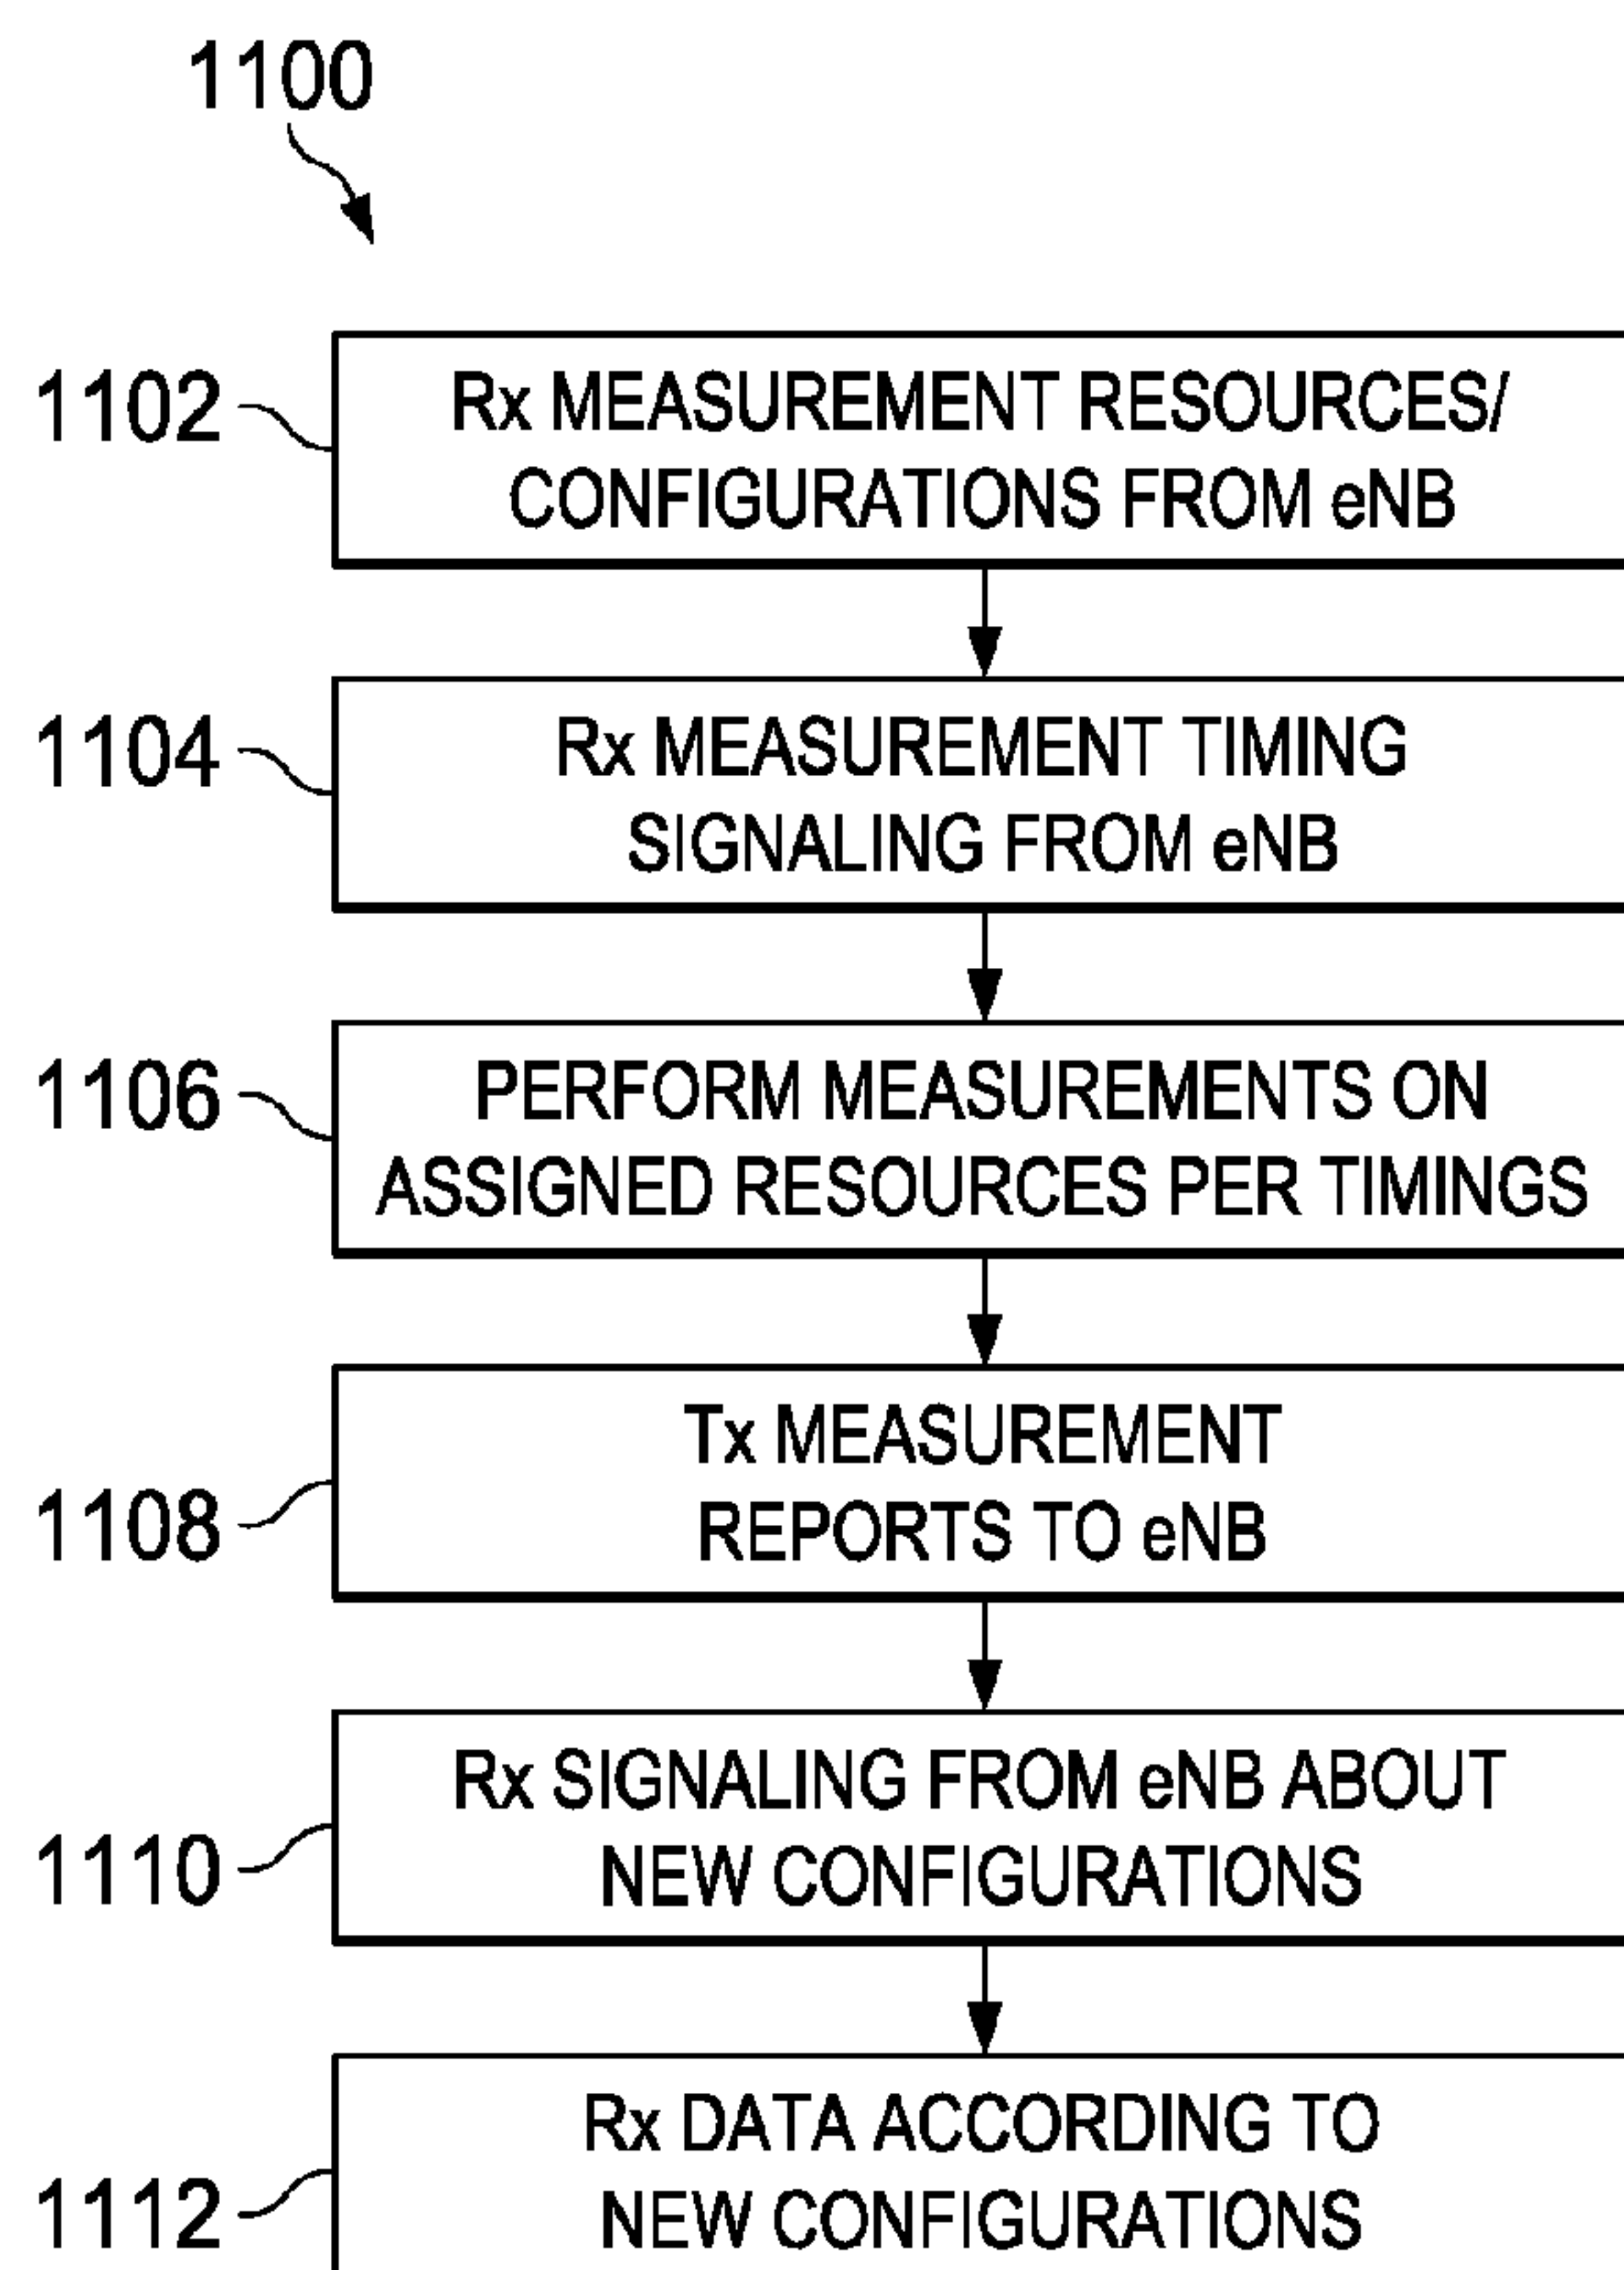 1100
1102
Rx MEASUREMENT RESOURCES/
CONFIGURATIONS FROM eNB
1104
Rx MEASUREMENT TIMING
SIGNALING FROM eNB
1106
PERFORM MEASUREMENTS ON
ASSIGNED RESOURCES PER TIMINGS
1108
Tx MEASUREMENT
REPORTS TO eNB
1110
Rx SIGNALING FROM eNB ABOUT
NEW CONFIGURATIONS
1112
Rx DATA ACCORDING TO
NEW CONFIGURATIONS